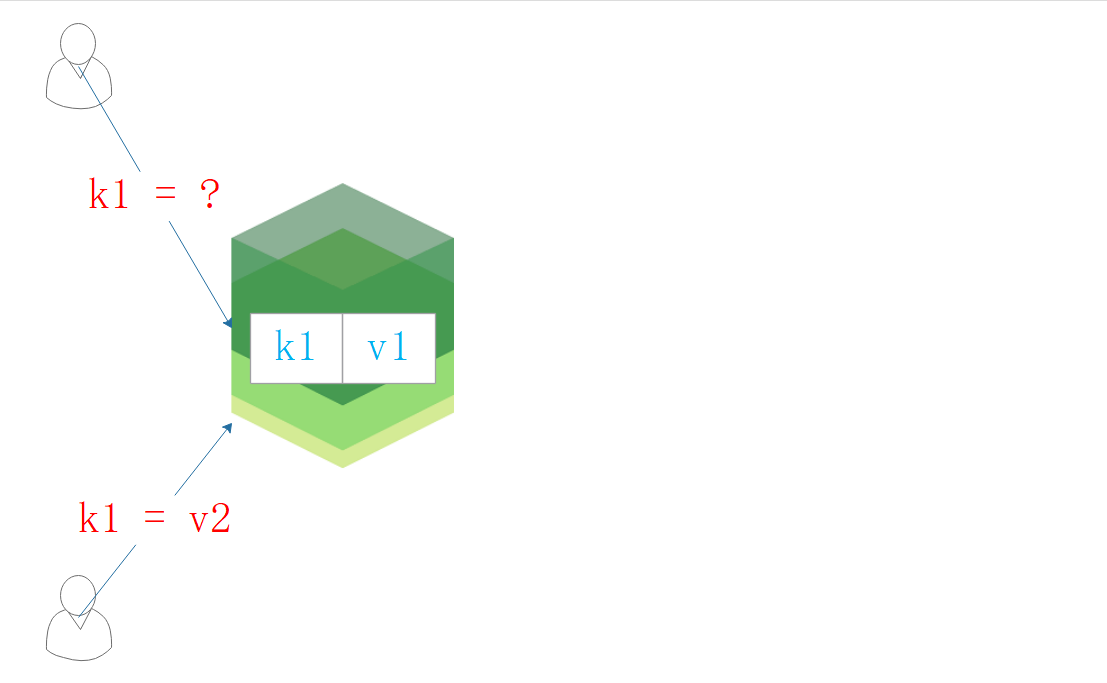 k1 = ?
k1 v1
k1 = v2